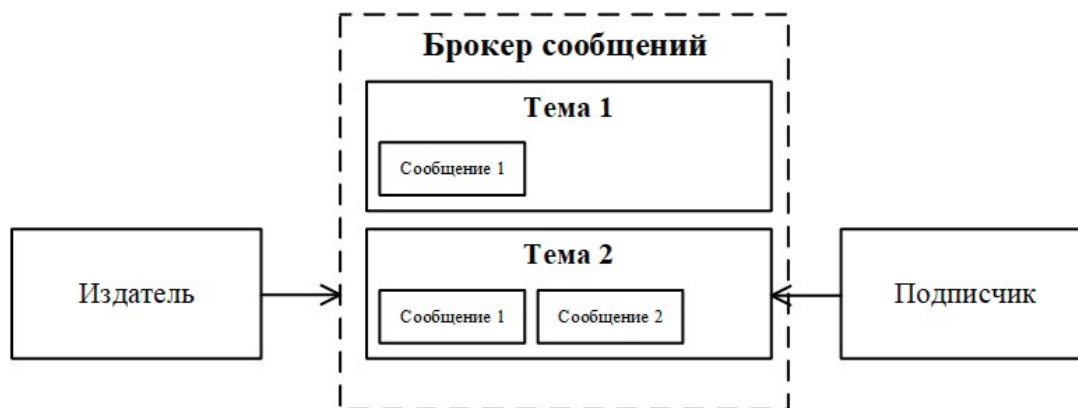 Брокер сообщений
Тема 1
Сообщение 1
Издатель
Тема 2
Сообщение 1
Сообщение 2
Подписчик